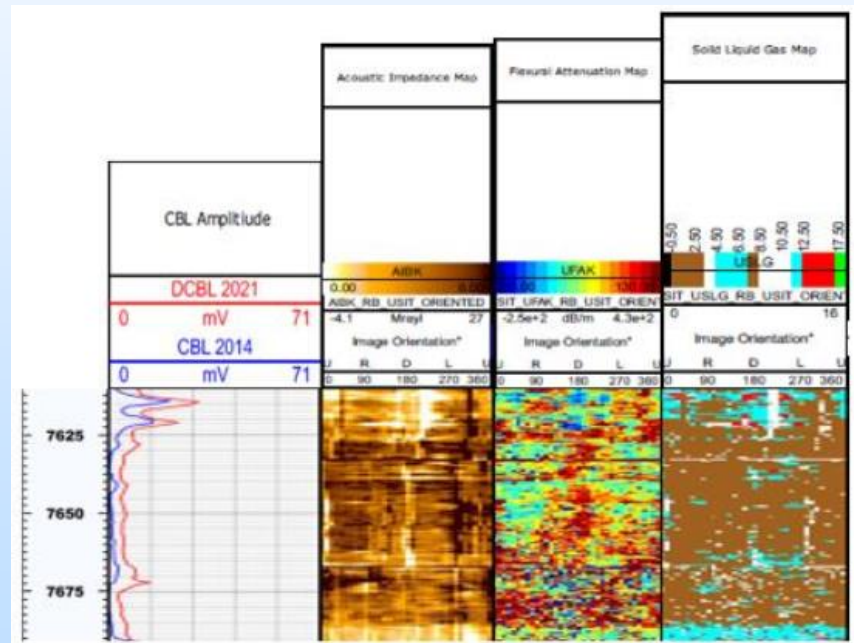 CBL Amplitiude
DCBL 2021
0 mV 71
CBL 2014
0 mV 71
Acoustic Impedance Map
AIBK
0.00
AIBK_RB_USIT_ORIENTED
-4.1 Mrayl 27
Image Orientation"
U R D L U
0 90 180 270 360
Flexural Attenuation Map
UFAK
SIT_UFAK_RB_USIT_ORIENT
-2.5e+2 dB/m 4.3e+2
Image Orientation"
R D L U
0 90 180 270 360
Solid Liquid Gas Map
-0.50
2.50
4.50
6.50
8.50
10.50
12.50
17.50
USLG
SIT_USLG_RB_USIT_ORIENT
0 16
Image Orientation"
R D L U
0 90 180 270 360
7625
7650
7675